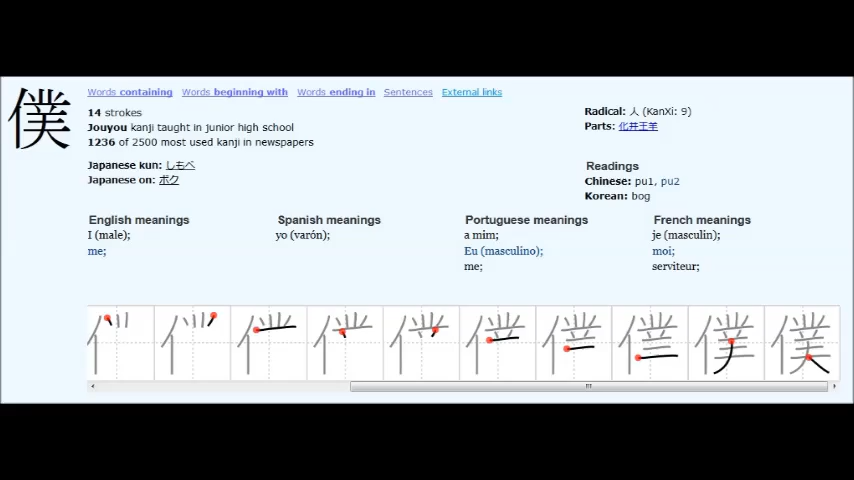 僕
Words containing Words beginning with Words ending in Sentences External links
14 strokes
Jouyou kanji taught in junior high school
1236 of 2500 most used kanji in newspapers
Radical: 人 (KanXi: 9)
Parts: 化井王羊
Japanese kun: しもべ
Japanese on: ボク
Readings
Chinese: pu1, pu2
Korean: bog
English meanings
I (male);
me;
Spanish meanings
yo (varón);
Portuguese meanings
a mim;
Eu (masculino);
me;
French meanings
je (masculin);
moi;
serviteur;